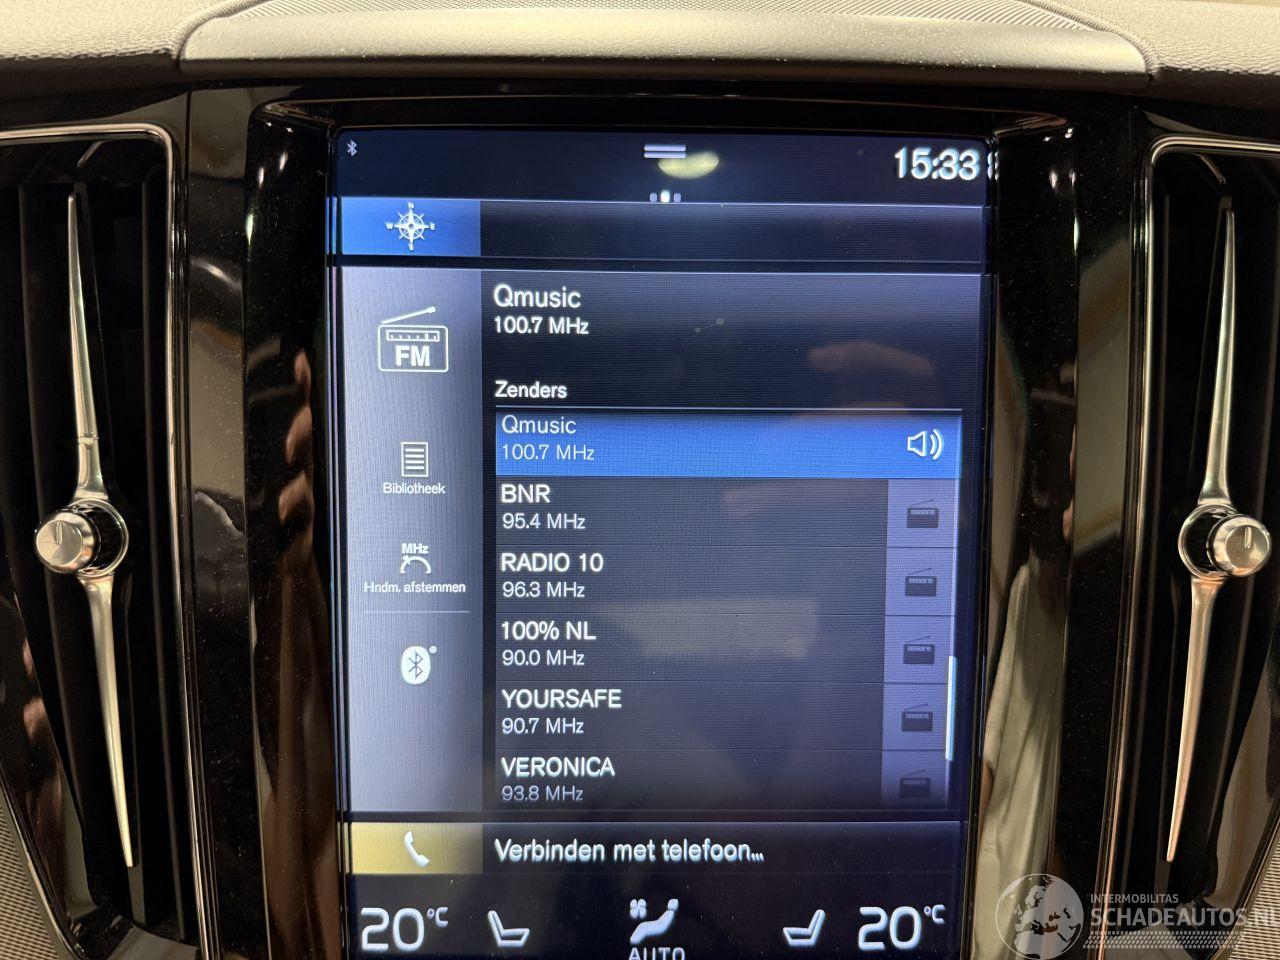 15:33
N
W E
S
Qmusic
100.7 MHz
FM
Zenders
Qmusic
100.7 MHz
Bibliotheek
BNR
95.4 MHz
MHz
Hndm. afstemmen
RADIO 10
96.3 MHz
100% NL
90.0 MHz
YOURSAFE
90.7 MHz
VERONICA
93.8 MHz
Verbinden met telefoon...
20°C
AUTO
20°C
INTERMOBILITAS
SCHADEAUTOS.NL